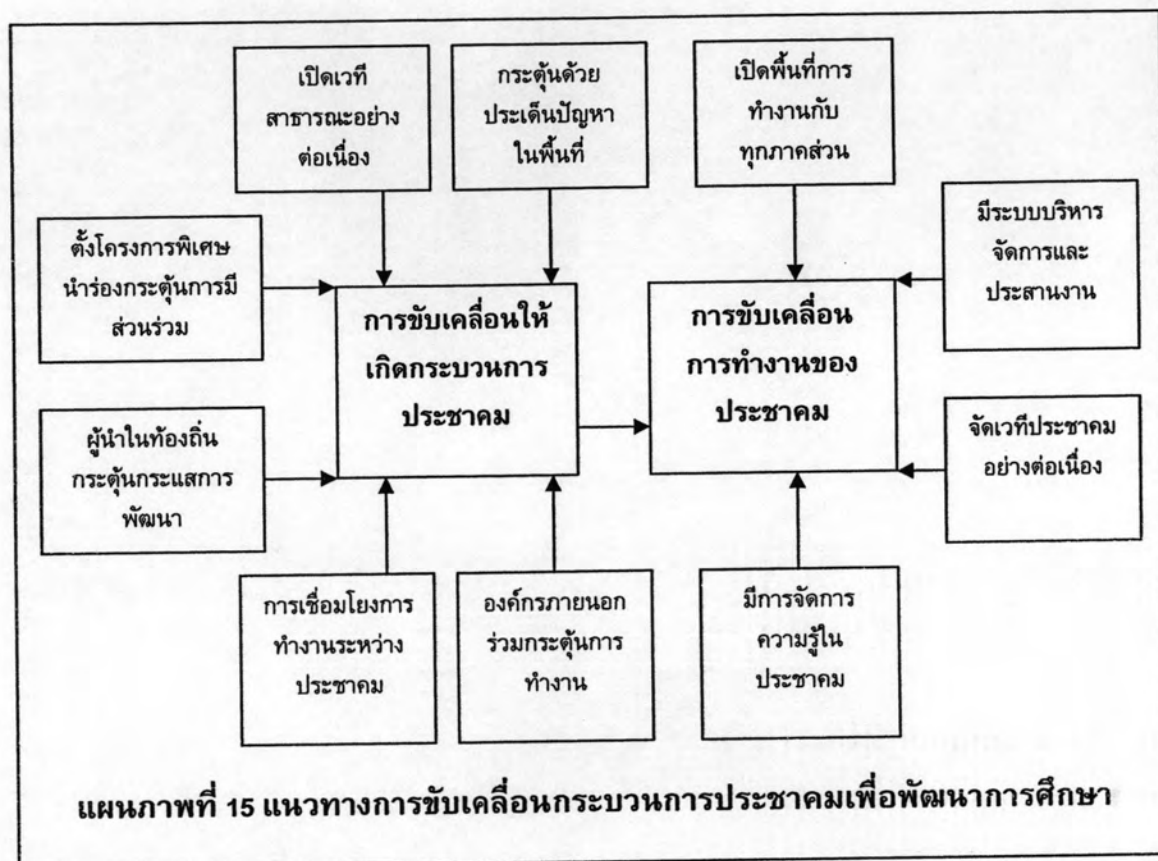 เปิดเวที
สาธารณะอย่าง
ต่อเนื่อง
กระตุ้นด้วย
ประเด็นปัญหา
ในพื้นที่
เปิดพื้นที่การ
ทำงานกับ
ทุกภาคส่วน
มีระบบบริหาร
จัดการและ
ประสานงาน
ตั้งโครงการพิเศษ
นำร่องกระตุ้นการมี
ส่วนร่วม
การขับเคลื่อนให้
เกิดกระบวนการ
ประชาคม
การขับเคลื่อน
การทำงานของ
ประชาคม
ผู้นำในท้องถิ่น
กระตุ้นกระแสการ
พัฒนา
จัดเวทีประชาคม
อย่างต่อเนื่อง
การเชื่อมโยงการ
ทำงานระหว่าง
ประชาคม
องค์กรภายนอก
ร่วมกระตุ้นการ
ทำงาน
มีการจัดการ
ความรู้ใน
ประชาคม
แผนภาพที่ 15 แนวทางการขับเคลื่อนกระบวนการประชาคมเพื่อพัฒนาการศึกษา